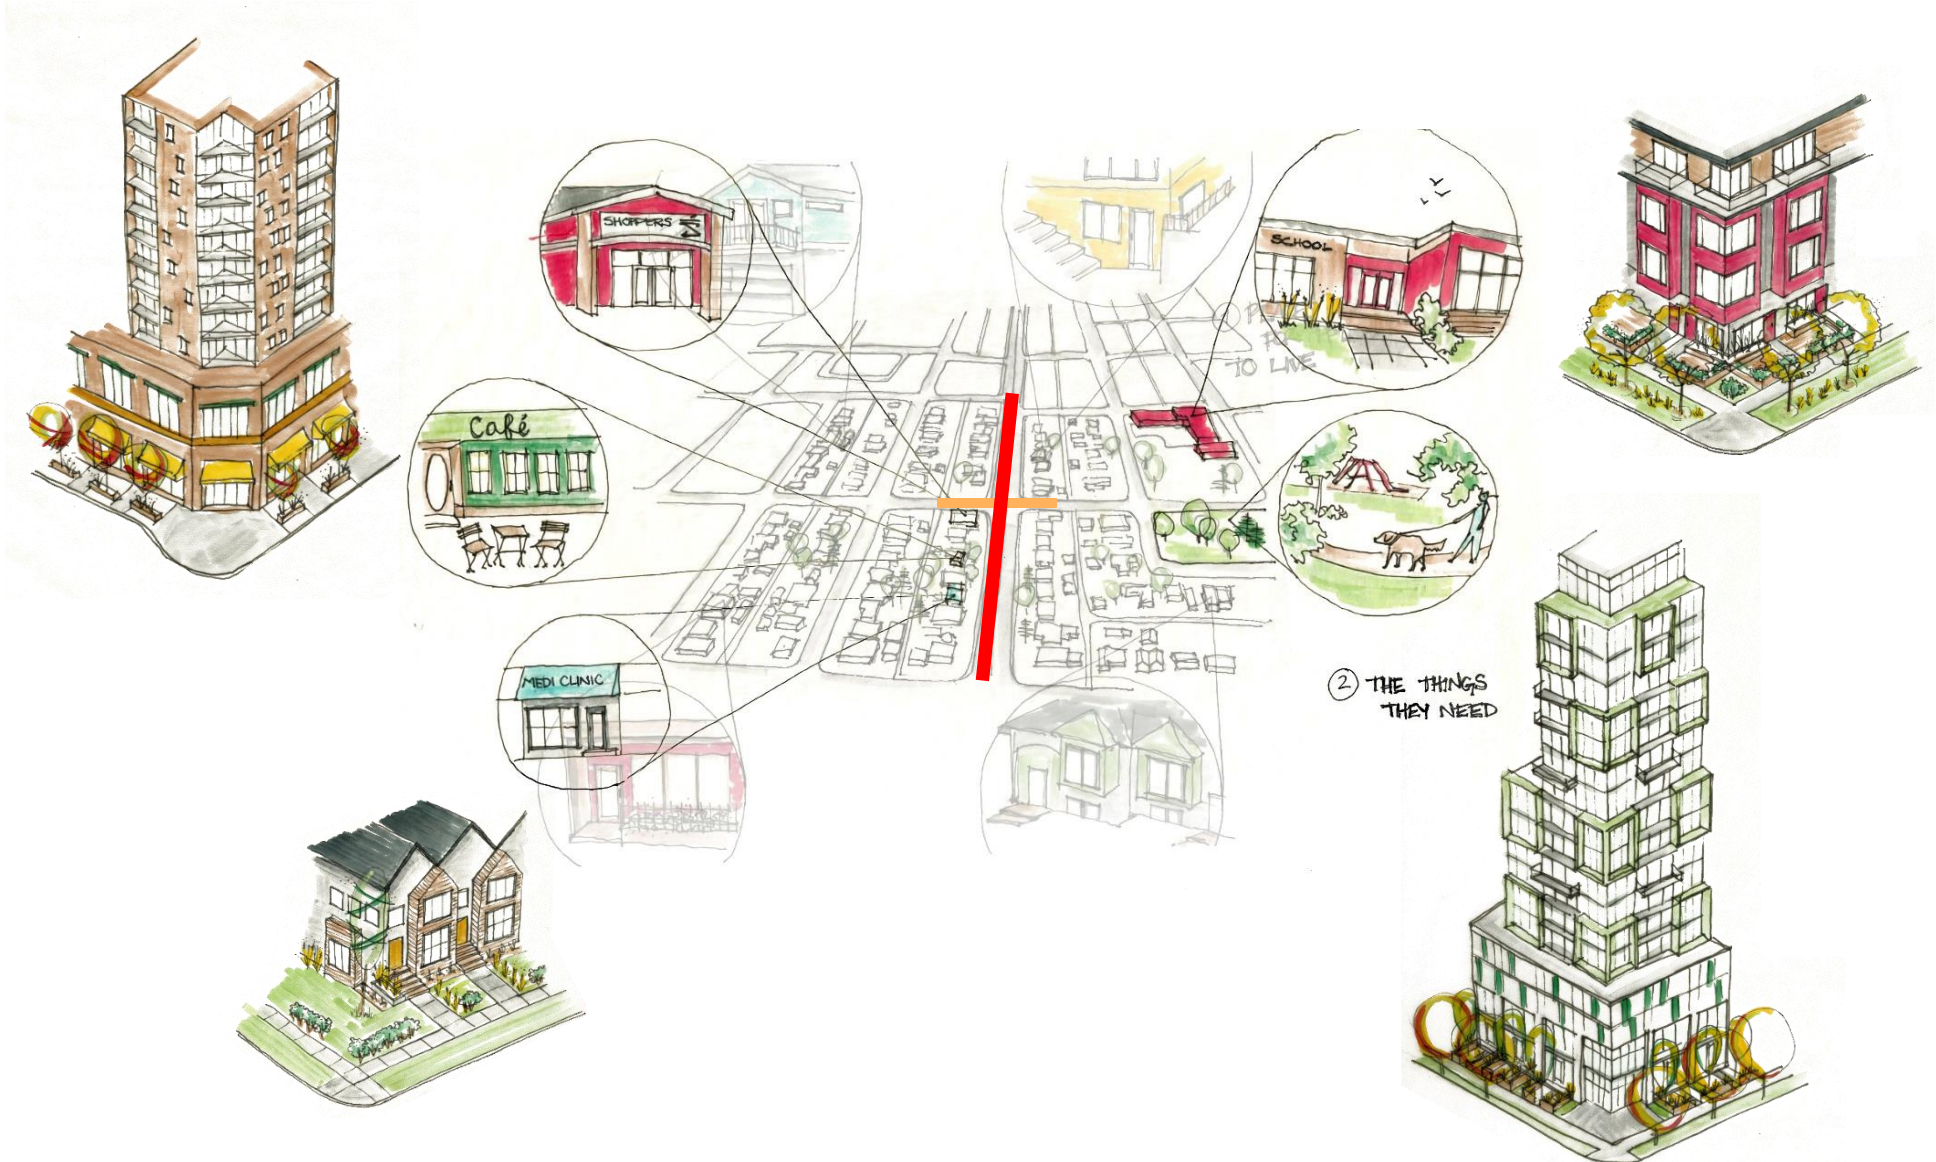 SHOPPERS
SCHOOL
TO LIVE
Café
MEDI CLINIC
2 THE THINGS
THEY NEED